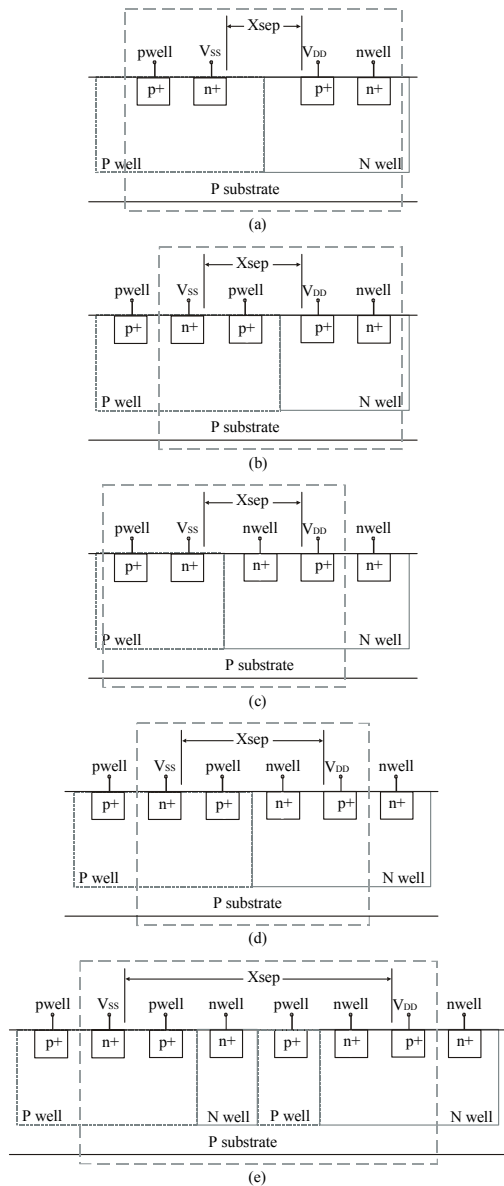 Xsep
pwell VSS VDD nwell
p+ n+ p+ n+
P well N well
P substrate
(a)
Xsep
pwell VSS pwell VDD nwell
p+ n+ p+ p+ n+
P well N well
P substrate
(b)
Xsep
pwell VSS nwell VDD nwell
p+ n+ n+ p+ n+
P well N well
P substrate
(c)
Xsep
pwell VSS pwell nwell VDD nwell
p+ n+ p+ n+ p+ n+
P well N well
P substrate
(d)
Xsep
pwell VSS pwell nwell pwell nwell VDD nwell
p+ n+ p+ n+ p+ n+ p+ n+
P well N well P well N well
P substrate
(e)